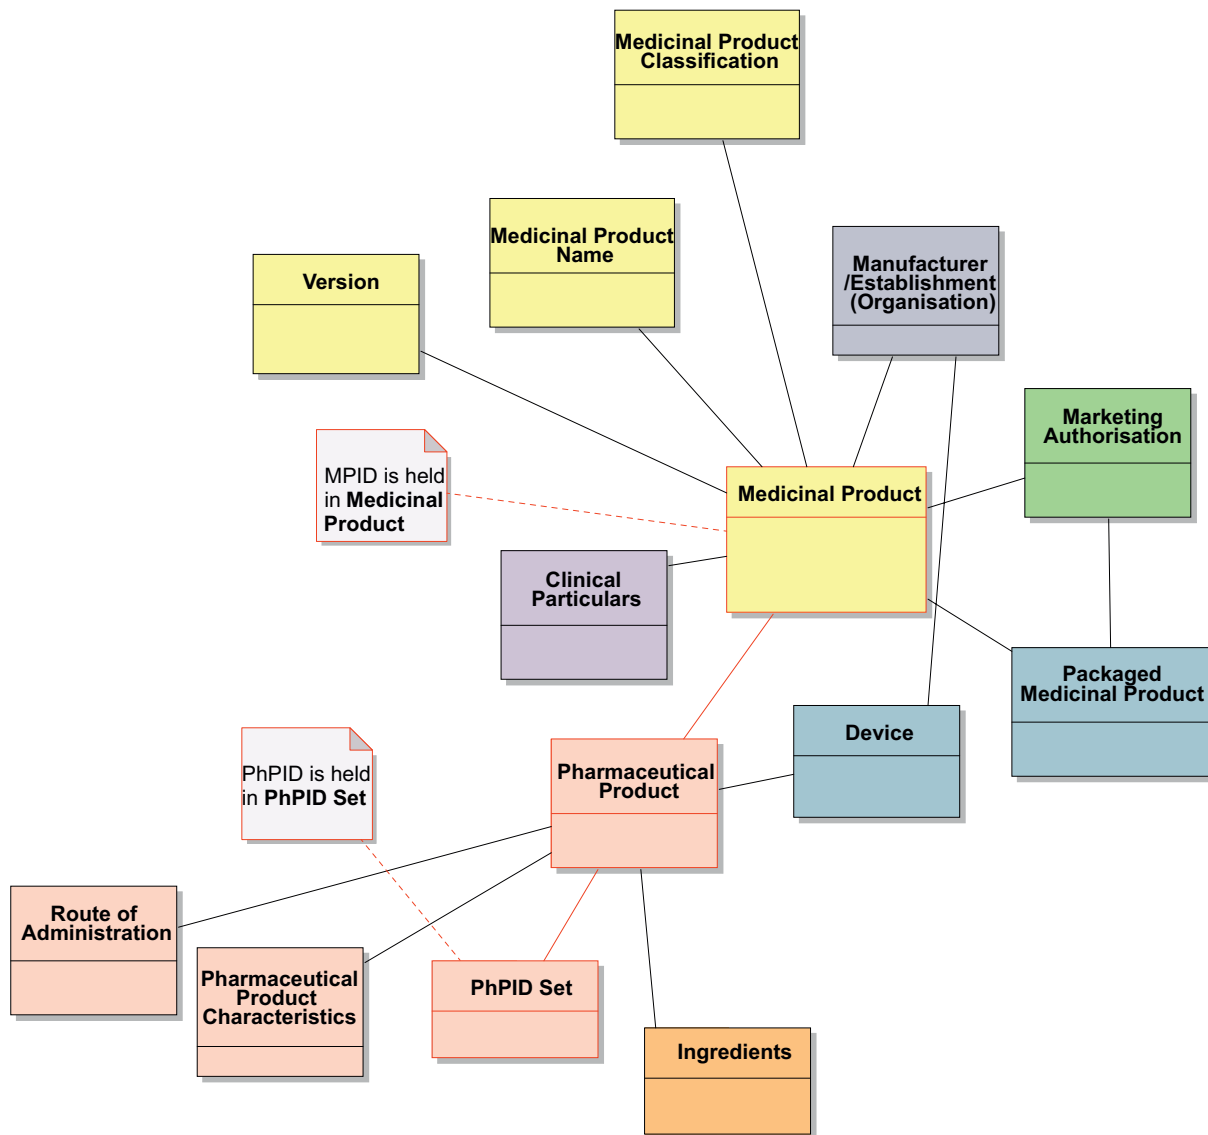 Medicinal Product
Classification
Medicinal Product
Name
Manufacturer
/Establishment
(Organisation)
Version
Marketing
Authorisation
MPID is held
in Medicinal
Product
Medicinal Product
Clinical
Particulars
Packaged
Medicinal Product
Device
PhPID is held
in PhPID Set
Pharmaceutical
Product
Route of
Administration
Pharmaceutical
Product
Characteristics
PhPID Set
Ingredients